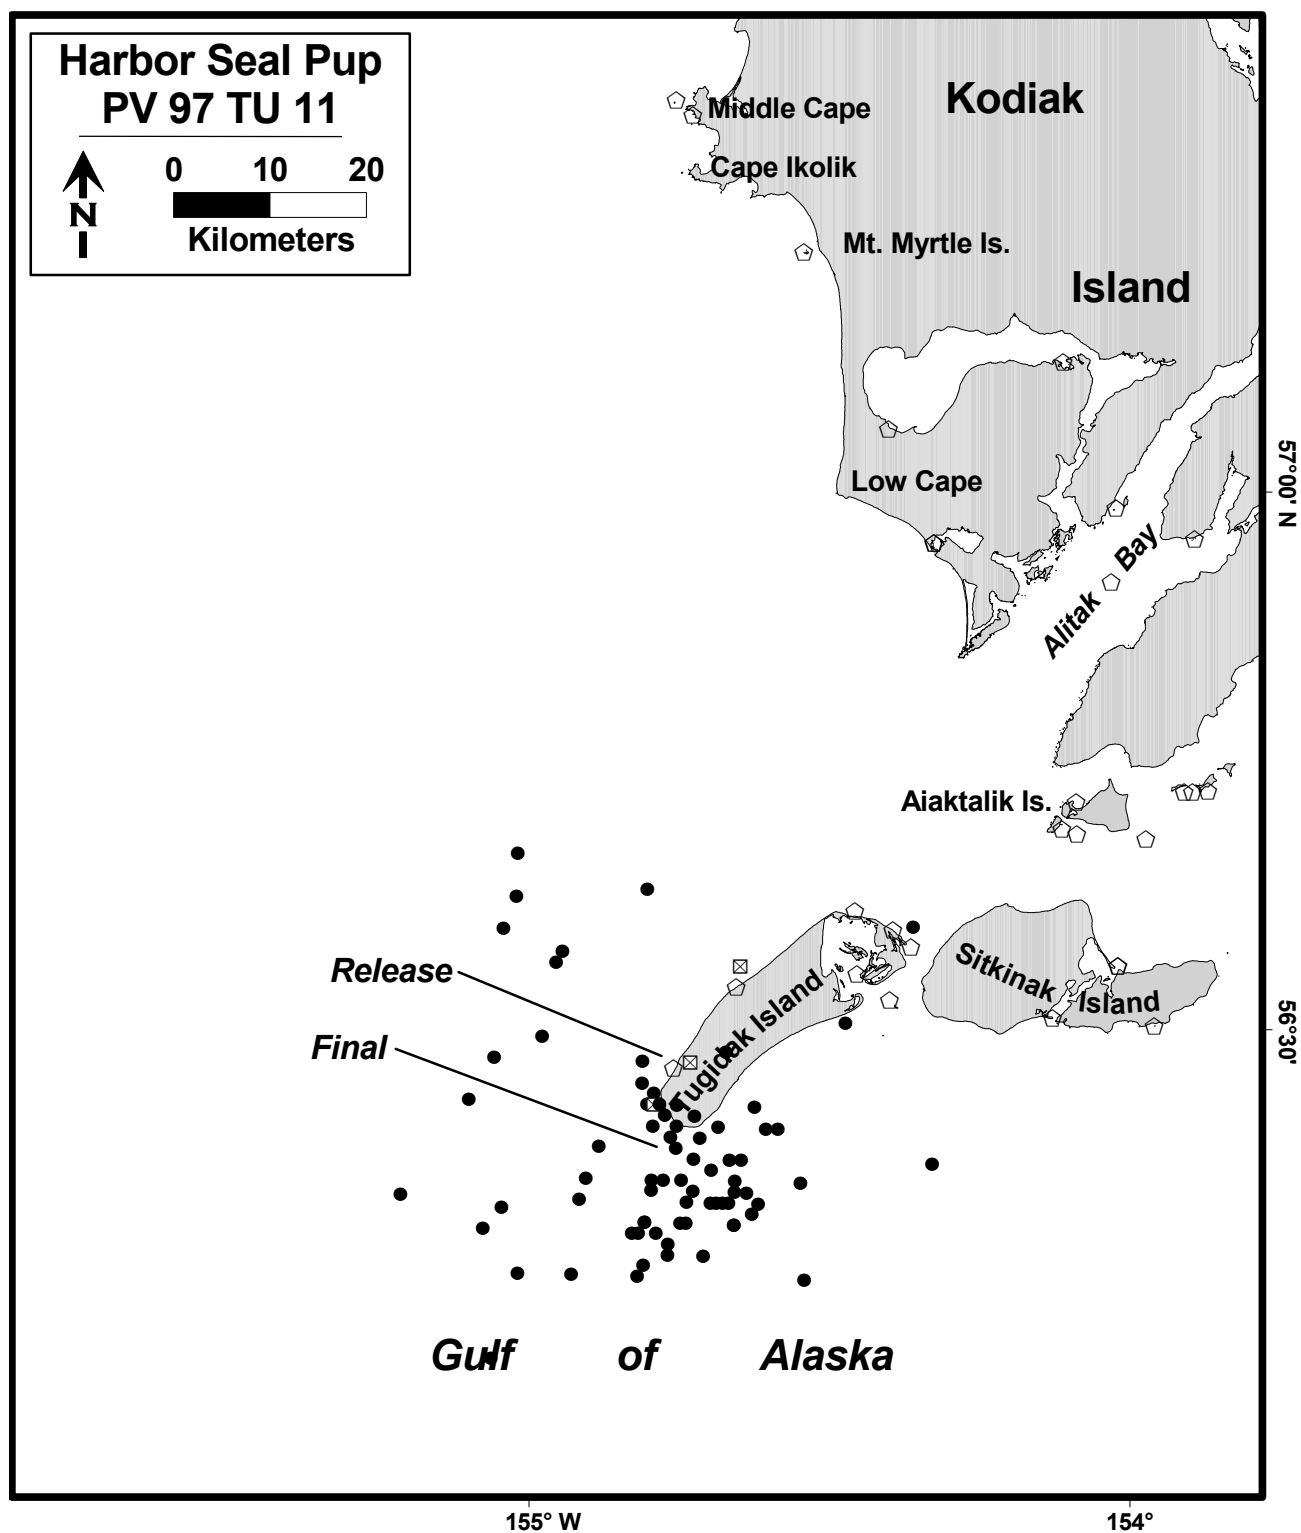 Harbor Seal Pup
PV 97 TU 11
0 10 20
N
Kilometers
Kodiak
Middle Cape
Cape Ikolik
Mt. Myrtle Is.
Island
57°00' N
Low Cape
Alitak Bay
Aiaktalik Is.
Release
Sitkinak
Island
Tugidak Island
56°30'
Final
Gulf of Alaska
155° W
154°